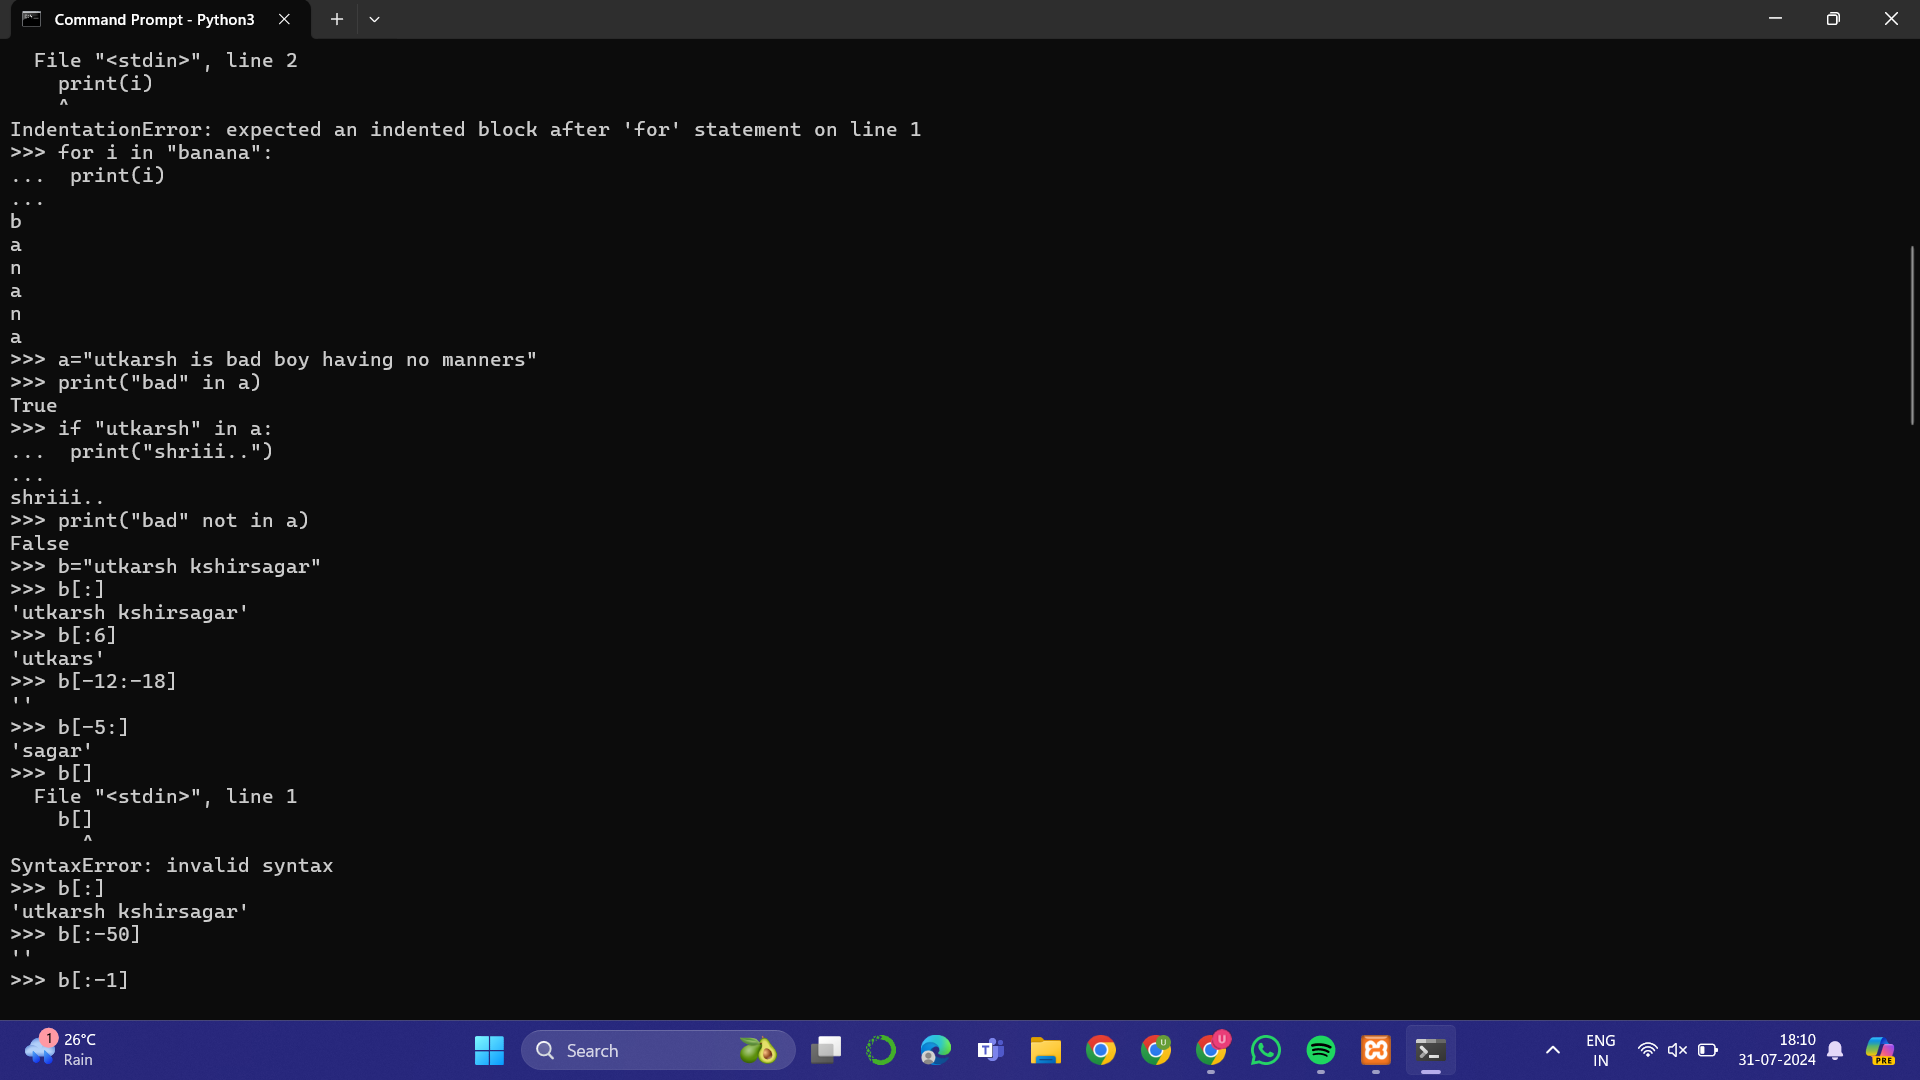 Command Prompt - Python3
  File "<stdin>", line 2
    print(i)
    ^
IndentationError: expected an indented block after 'for' statement on line 1
>>> for i in "banana":
...  print(i)
...
b
a
n
a
n
a
>>> a="utkarsh is bad boy having no manners"
>>> print("bad" in a)
True
>>> if "utkarsh" in a:
...  print("shriii..")
...
shriii..
>>> print("bad" not in a)
False
>>> b="utkarsh kshirsagar"
>>> b[:]
'utkarsh kshirsagar'
>>> b[:6]
'utkars'
>>> b[-12:-18]
''
>>> b[-5:]
'sagar'
>>> b[]
  File "<stdin>", line 1
    b[]
      ^
SyntaxError: invalid syntax
>>> b[:]
'utkarsh kshirsagar'
>>> b[:-50]
''
>>> b[:-1]
1
26°C
Rain
Search
T
U
U
ENG
IN
18:10
31-07-2024
PRE